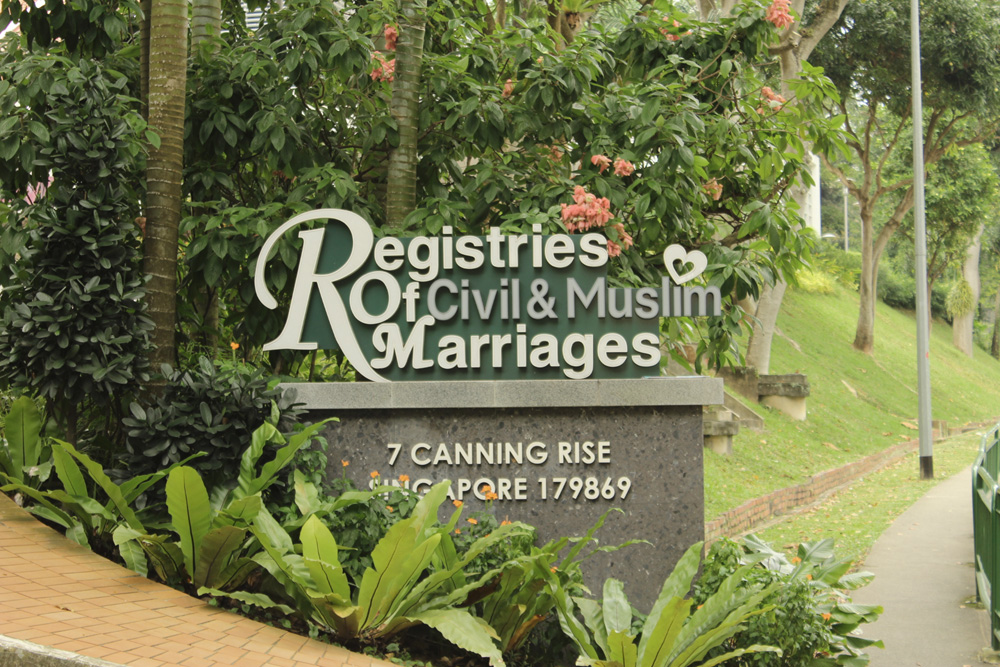 Registries
Of Civil & Muslim
Marriages
7 CANNING RISE
SINGAPORE 179869